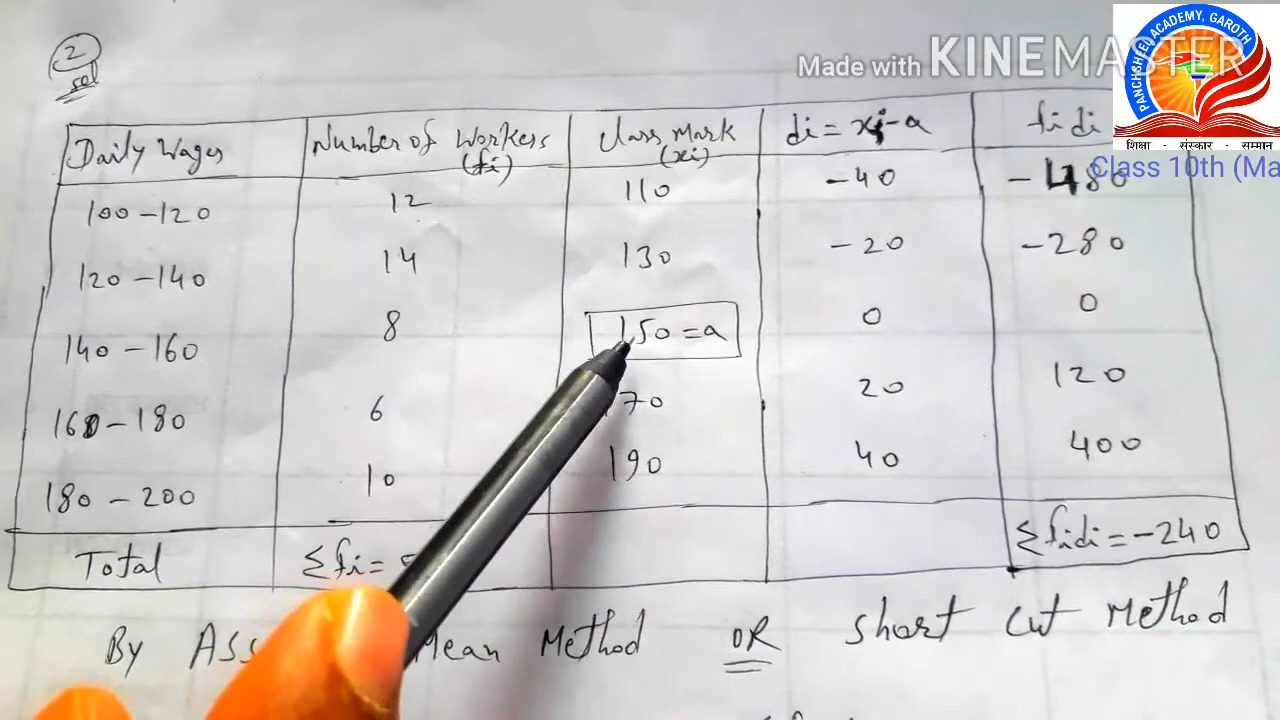 2
sol
Made with KINEMASTER
PANCHSHEEL ACADEMY, GAROTH
शिक्षा - संस्कार - सम्मान
Class 10th (Ma
Daily Wages Number of Workers (fi) Class Mark (xi) di = xi - a fidi
100 - 120 12 110 -40 -480
120 - 140 14 130 -20 -280
140 - 160 8 150 = a 0 0
160 - 180 6 170 20 120
180 - 200 10 190 40 400
Total Σfi = Σfidi = -240
By Ass Mean Method OR Short Cut Method